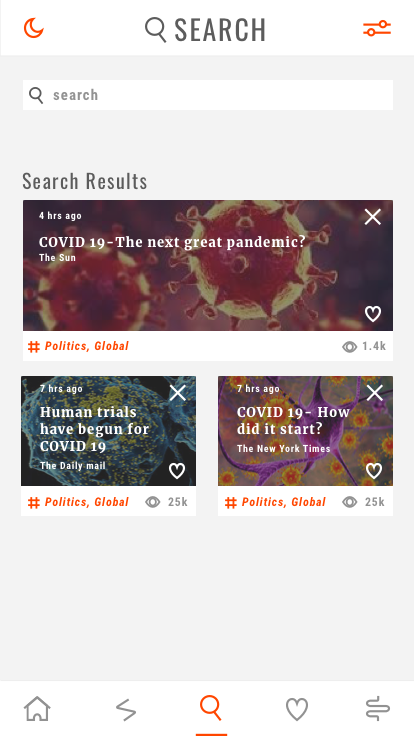 SEARCH
search
Search Results
4 hrs ago
COVID 19-The next great pandemic?
The Sun
# Politics, Global
1.4k
7 hrs ago
Human trials
have begun for
COVID 19
The Daily mail
# Politics, Global
25k
7 hrs ago
COVID 19- How
did it start?
The New York Times
# Politics, Global
25k